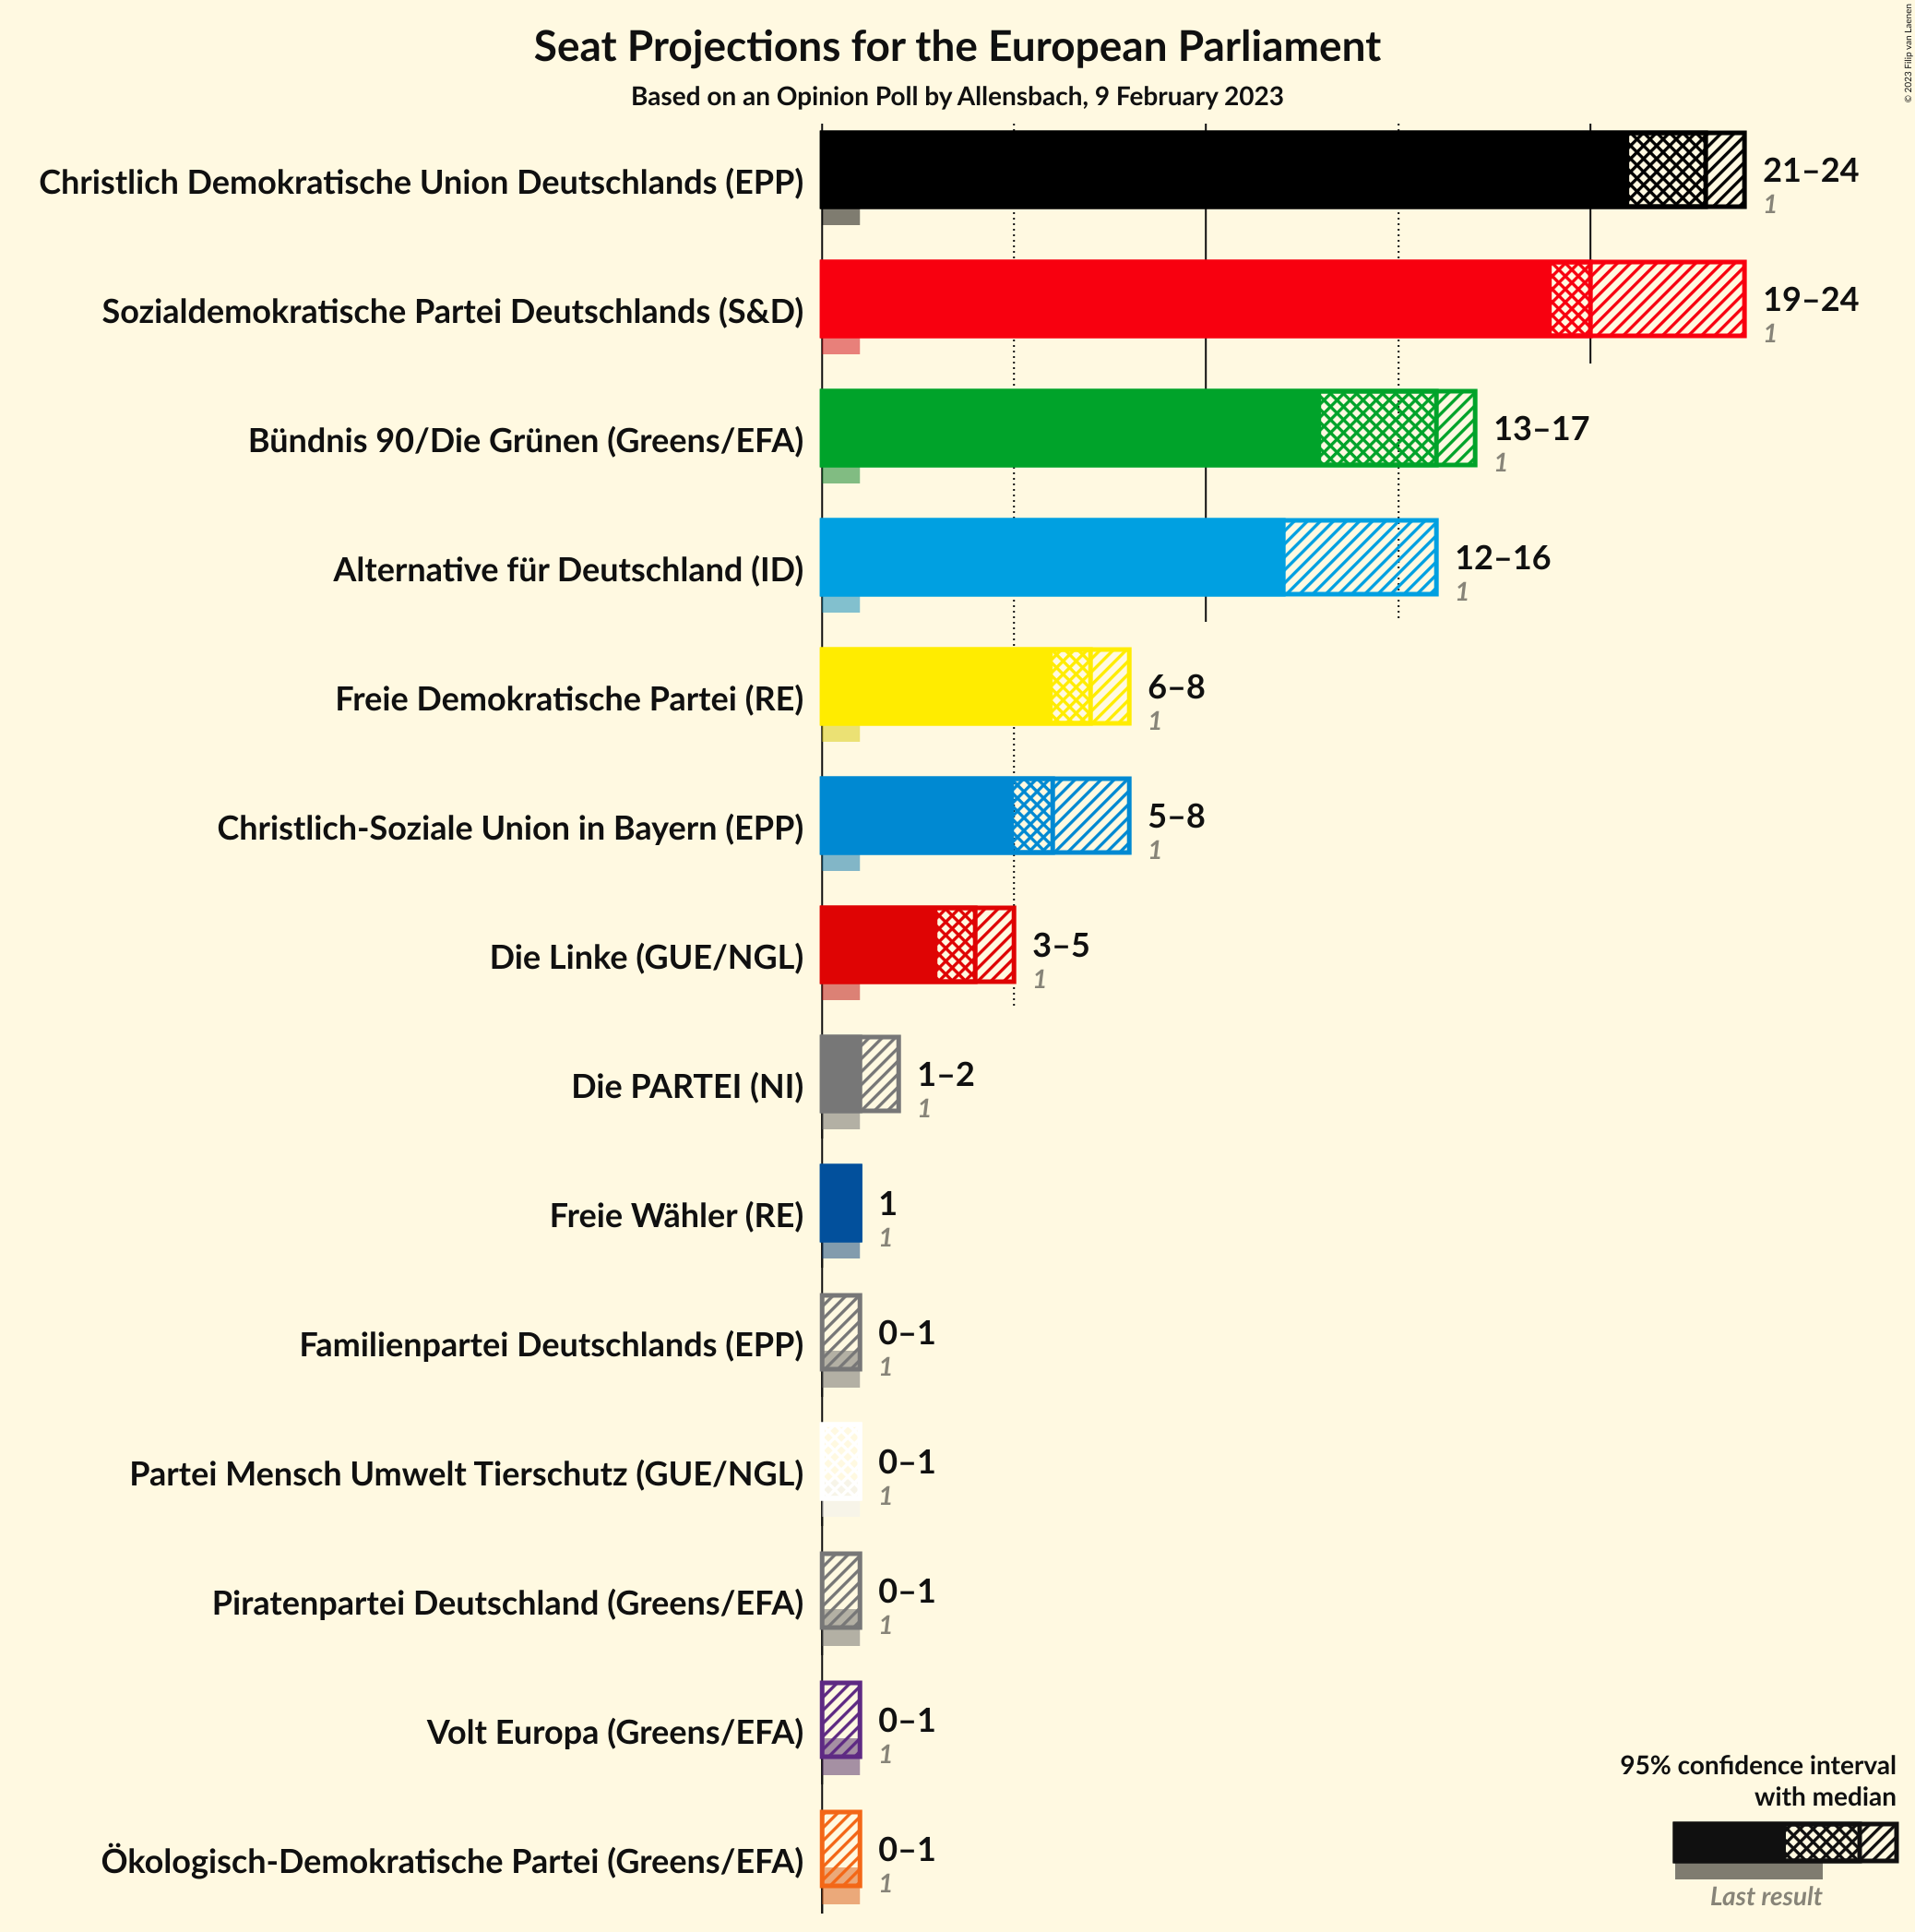 Seat Projections for the European Parliament
Based on an Opinion Poll by Allensbach, 9 February 2023
© 2023 Filip van Laenen
Christlich Demokratische Union Deutschlands (EPP)
21–24
1
Sozialdemokratische Partei Deutschlands (S&D)
19–24
1
Bündnis 90/Die Grünen (Greens/EFA)
13–17
1
Alternative für Deutschland (ID)
12–16
1
Freie Demokratische Partei (RE)
6–8
1
Christlich-Soziale Union in Bayern (EPP)
5–8
1
Die Linke (GUE/NGL)
3–5
1
Die PARTEI (NI)
1–2
1
Freie Wähler (RE)
1
1
Familienpartei Deutschlands (EPP)
0–1
1
Partei Mensch Umwelt Tierschutz (GUE/NGL)
0–1
1
Piratenpartei Deutschland (Greens/EFA)
0–1
1
Volt Europa (Greens/EFA)
0–1
1
Ökologisch-Demokratische Partei (Greens/EFA)
0–1
1
95% confidence interval
with median
Last result